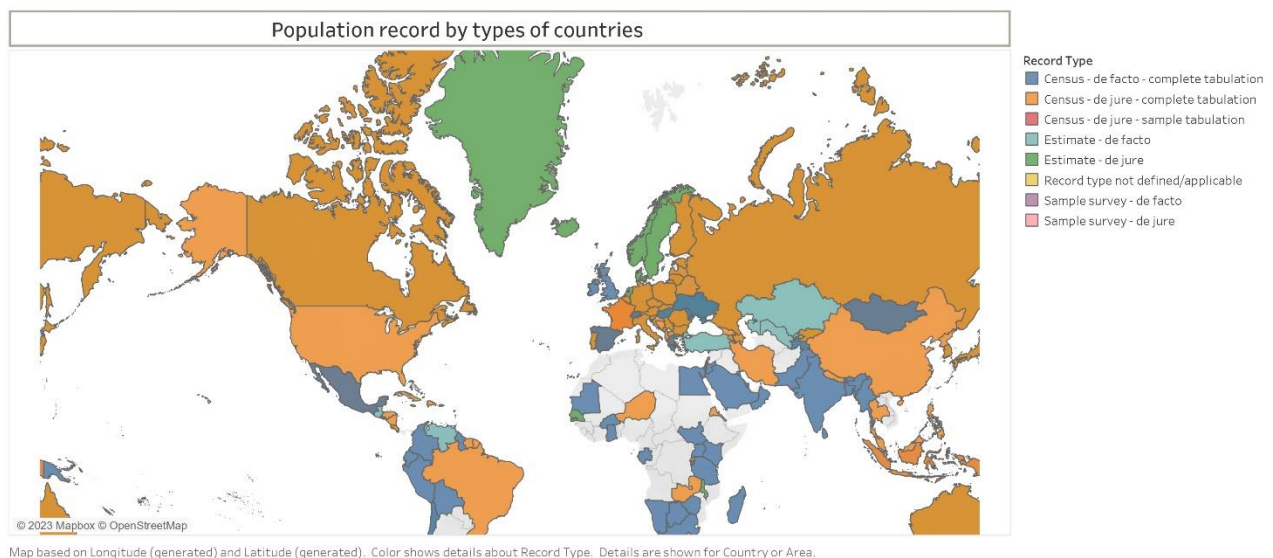 Population record by types of countries
Record Type
Census - de facto - complete tabulation
Census - de jure - complete tabulation
Census - de jure - sample tabulation
Estimate - de facto
Estimate - de jure
Record type not defined/applicable
Sample survey - de facto
Sample survey - de jure
© 2023 Mapbox © OpenStreetMap
Map based on Longitude (generated) and Latitude (generated). Color shows details about Record Type. Details are shown for Country or Area.